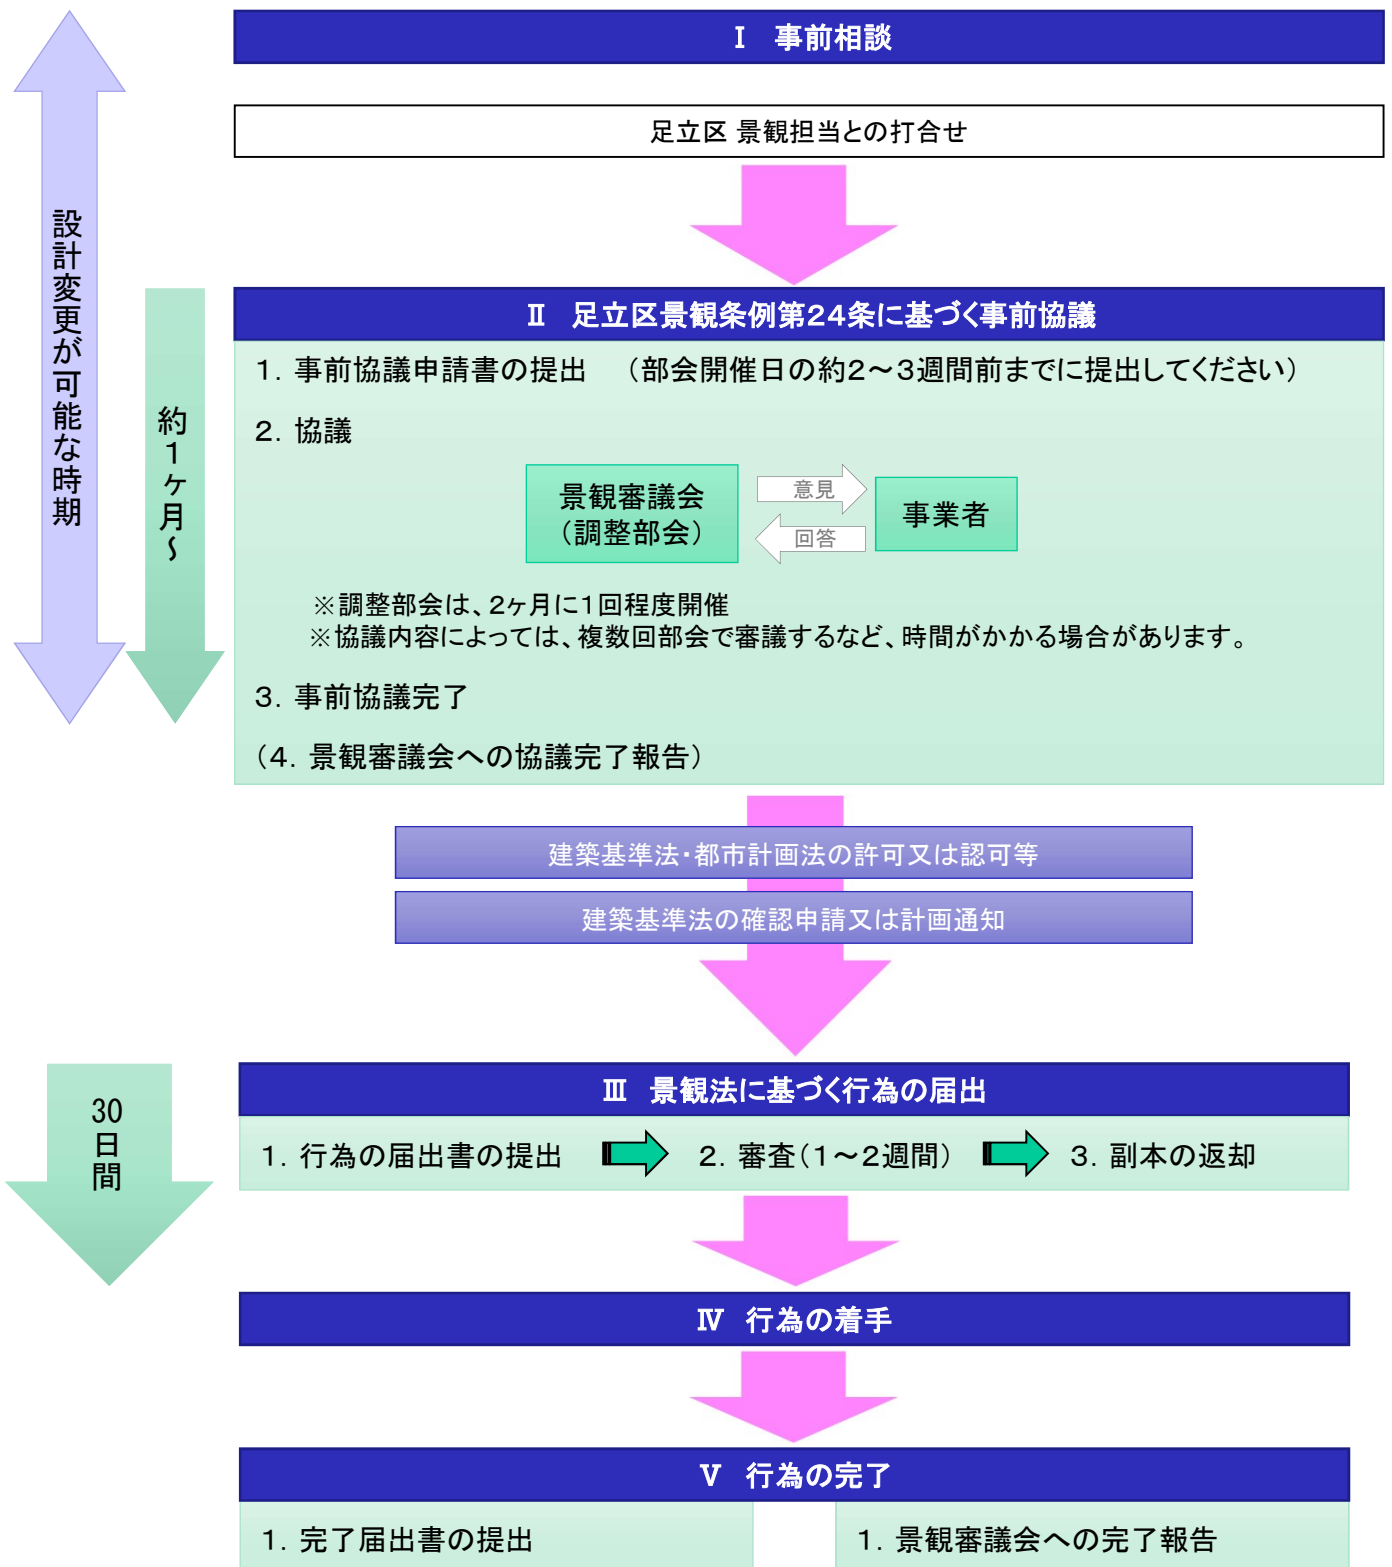 Ⅰ　事前相談
足立区 景観担当との打合せ
設計変更が可能な時期
約１ヶ月～
Ⅱ　足立区景観条例第２４条に基づく事前協議
１．事前協議申請書の提出　（部会開催日の約２～３週間前までに提出してください）
２．協議
景観審議会
（調整部会）
意見
回答
事業者
※調整部会は、２ヶ月に１回程度開催
※協議内容によっては、複数回部会で審議するなど、時間がかかる場合があります。
３．事前協議完了
（４．景観審議会への協議完了報告）
建築基準法・都市計画法の許可又は認可等
建築基準法の確認申請又は計画通知
30日間
Ⅲ　景観法に基づく行為の届出
１．行為の届出書の提出
２．審査（１～２週間）
３．副本の返却
Ⅳ　行為の着手
Ⅴ　行為の完了
１．完了届出書の提出
１．景観審議会への完了報告